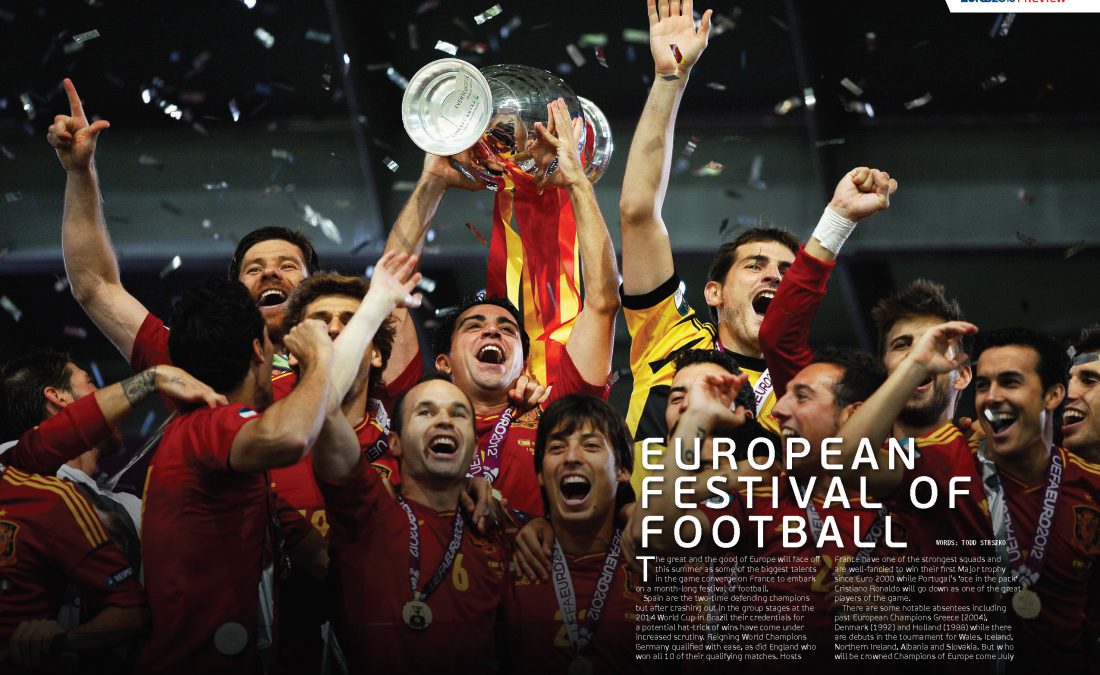 EURO2016 PREVIEW
EUROPEAN
FESTIVAL OF
FOOTBALL
WORDS: TODD STRSZKO
The great and the good of Europe will face off
this summer as some of the biggest talents
in the game converge on France to embark
on a month-long festival of football.
Spain are the two-time defending champions
but after crashing out in the group stages at the
2014 World Cup in Brazil their credentials for
a potential hat-trick of wins have come under
increased scrutiny. Reigning World Champions
Germany qualified with ease, as did England who
won all 10 of their qualifying matches. Hosts
France have one of the strongest squads and
are well-fancied to win their first Major trophy
since Euro 2000 while Portugal's 'ace in the pack'
Cristiano Ronaldo will go down as one of the great
players of the game.
There are some notable absentees including
past European Champions Greece (2004),
Denmark (1992) and Holland (1988) while there
are debuts in the tournament for Wales, Iceland,
Northern Ireland, Albania and Slovakia. But who
will be crowned Champions of Europe come July
UEFAEURO2012
UEFAEURO2012
UEFAEURO2012
6